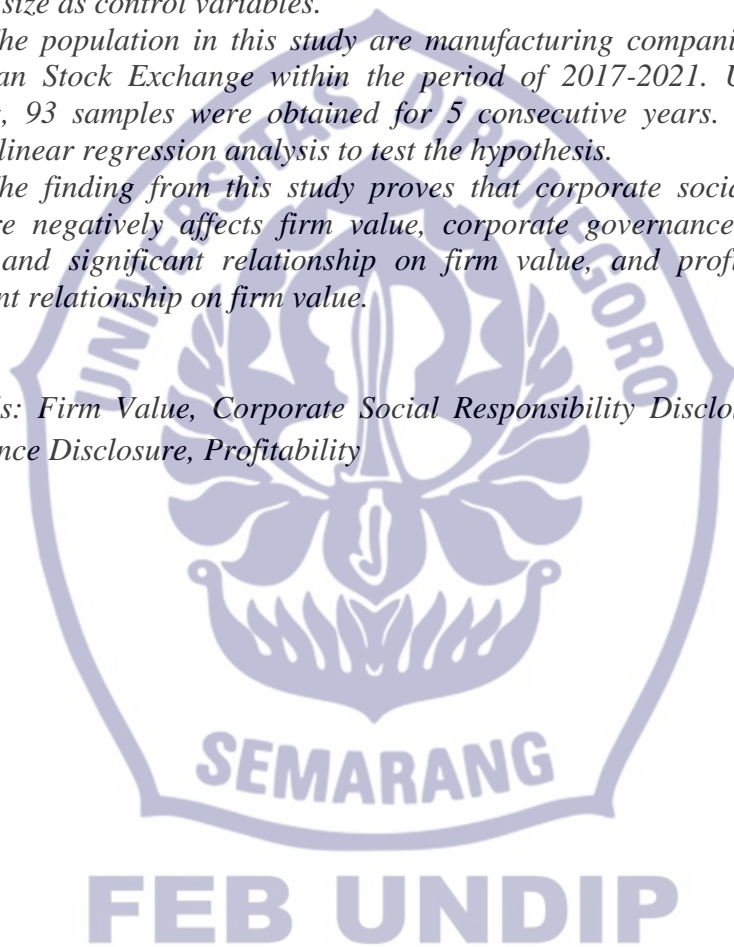 size as control variables.
he population in this study are manufacturing compani
an Stock Exchange within the period of 2017-2021. U
, 93 samples were obtained for 5 consecutive years.
linear regression analysis to test the hypothesis.
he finding from this study proves that corporate socia
re negatively affects firm value, corporate governance
and significant relationship on firm value, and prof
nt relationship on firm value.
s: Firm Value, Corporate Social Responsibility Disclo
nce Disclosure, Profitability
UNIVERSITAS DIPONEGORO
SEMARANG
FEB UNDIP